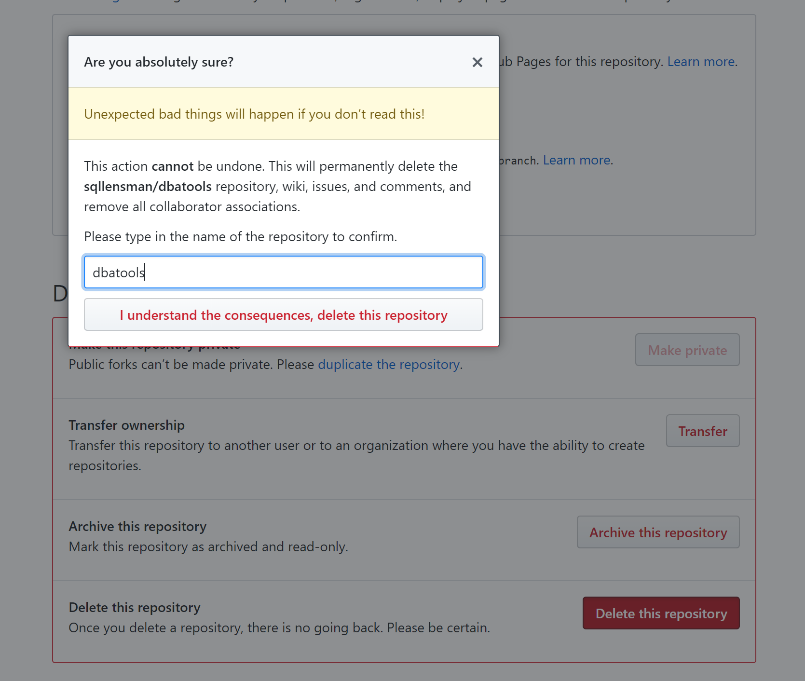 Are you absolutely sure?
ub Pages for this repository. Learn more.
Unexpected bad things will happen if you don't read this!
branch. Learn more.
This action cannot be undone. This will permanently delete the
sqllensman/dbatools repository, wiki, issues, and comments, and
remove all collaborator associations.
Please type in the name of the repository to confirm.
dbatools
D
I understand the consequences, delete this repository
Make this repository private
Public forks can't be made private. Please duplicate the repository.
Make private
Transfer ownership
Transfer this repository to another user or to an organization where you have the ability to create
repositories.
Transfer
Archive this repository
Mark this repository as archived and read-only.
Archive this repository
Delete this repository
Once you delete a repository, there is no going back. Please be certain.
Delete this repository